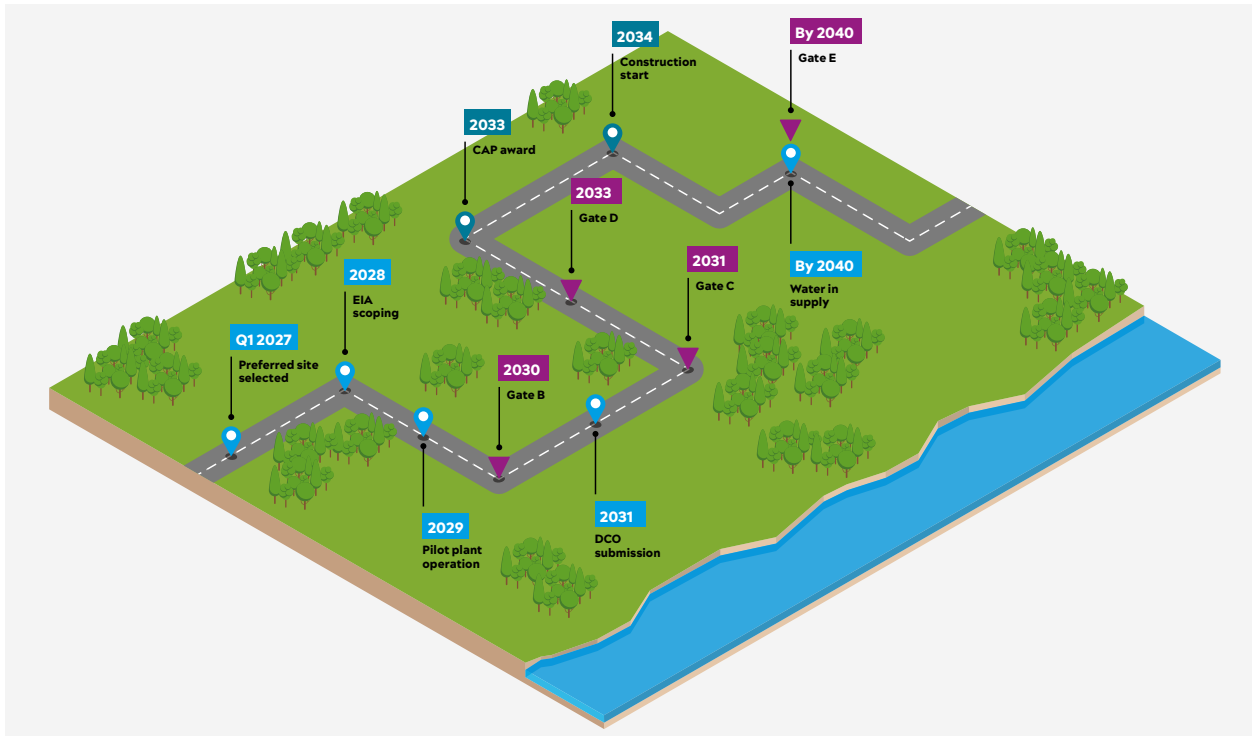 Q1 2027
Preferred site
selected
2028
EIA
scoping
2029
Pilot plant
operation
2030
Gate B
2031
DCO
submission
2031
Gate C
2033
Gate D
2033
CAP award
2034
Construction
start
By 2040
Gate E
By 2040
Water in
supply